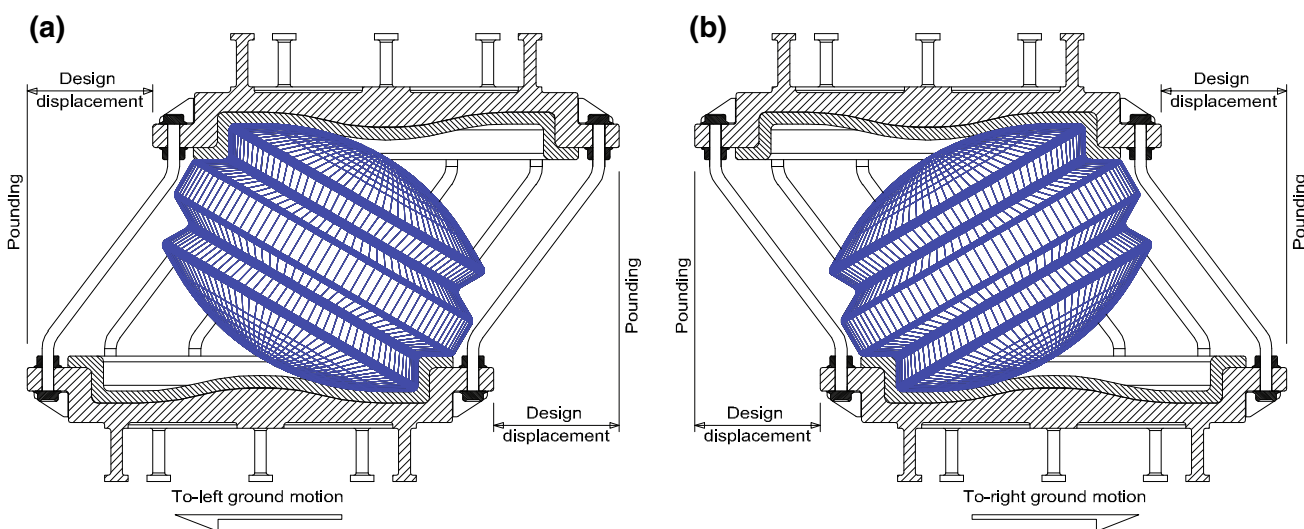 (a)
Design
displacement
Pounding
Pounding
Design
displacement
To-left ground motion
(b)
Design
displacement
Pounding
Pounding
Design
displacement
To-right ground motion